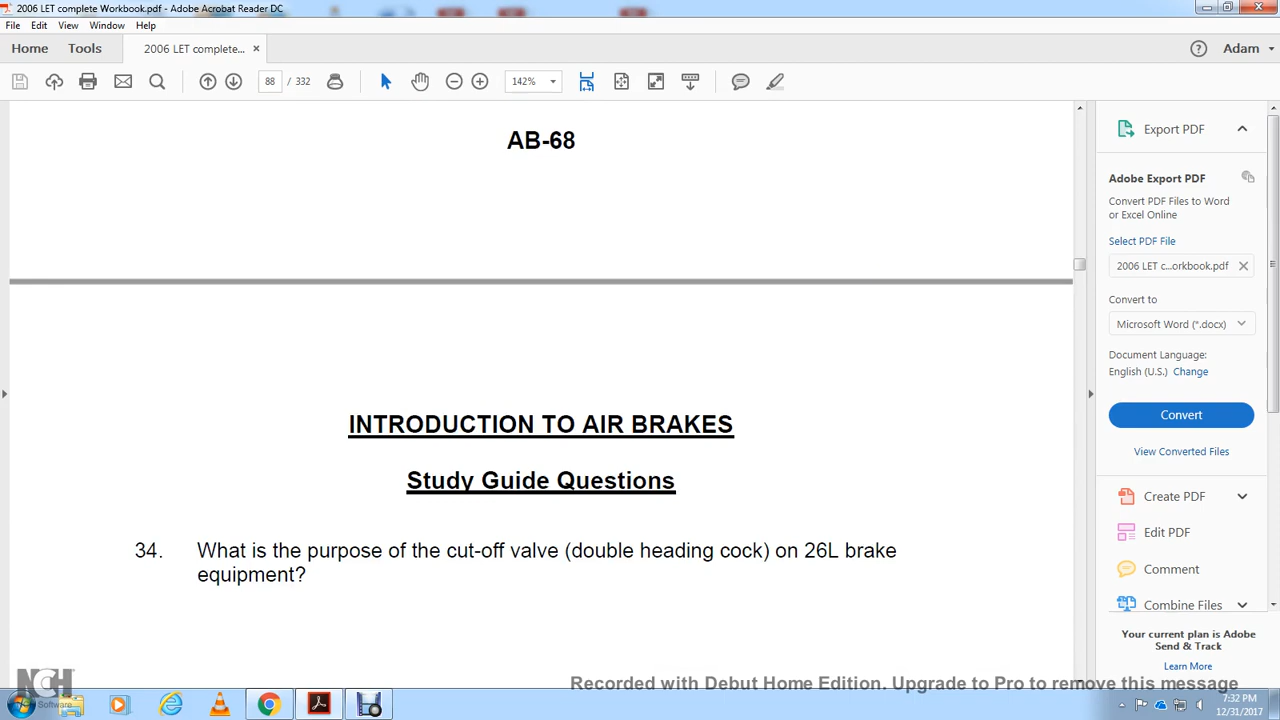 2006 LET complete Workbook.pdf - Adobe Acrobat Reader DC
File Edit View Window Help
Home Tools 2006 LET complete... × Adam
88 / 332 142%
AB-68
INTRODUCTION TO AIR BRAKES
Study Guide Questions
34. What is the purpose of the cut-off valve (double heading cock) on 26L brake
equipment?
Export PDF
Adobe Export PDF
Convert PDF Files to Word
or Excel Online
Select PDF File
2006 LET c...orkbook.pdf
Convert to
Microsoft Word (*.docx)
Document Language:
English (U.S.) Change
Convert
View Converted Files
Create PDF
Edit PDF
Comment
Combine Files
Your current plan is Adobe
Send & Track
Learn More
Recorded with Debut Home Edition. Upgrade to Pro to remove this message
NCH
Software
7:32 PM
12/31/2017